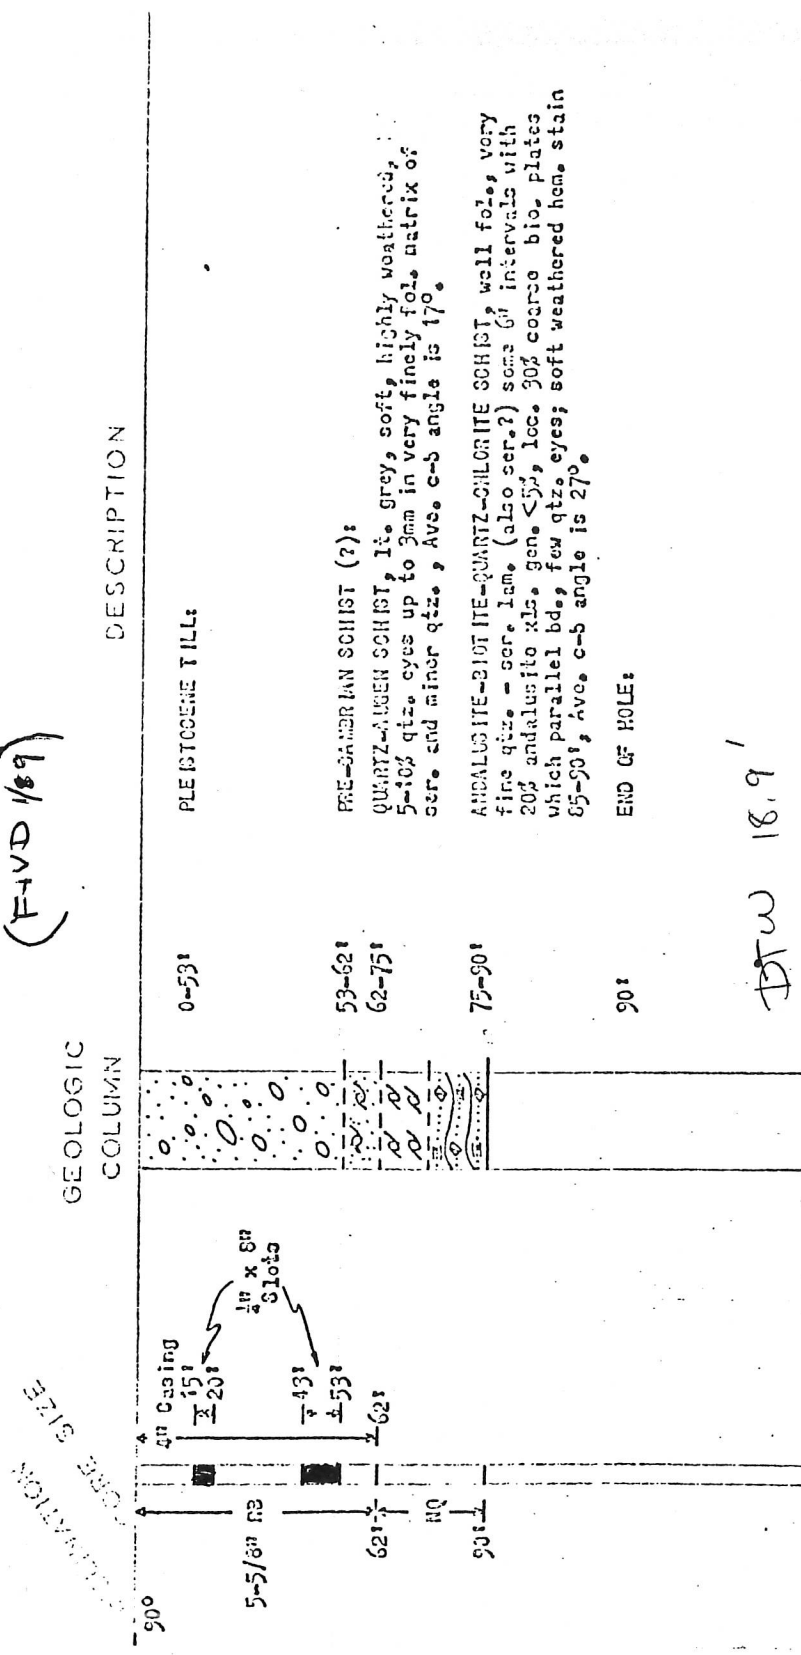 (FIVD 1/89)
INCLINATION
CORE SIZE
GEOLOGIC
COLUMN
DESCRIPTION
90°
4" Casing
15'
20'
¼" x 8"
Slots
43'
53'
62'
5-5/8" RB
62'
NQ
90'
0-53' PLEISTOCENE TILL:
53-62' PRE-CAMBRIAN SCHIST (?):
62-75' QUARTZ-AUGEN SCHIST, lt. grey, soft, highly weathered,
5-10% qtz. eyes up to 3mm in very finely fol. matrix of
ser. and minor qtz., Ave. c-b angle is 17°.
75-90' ANDALUSITE-BIOTITE-QUARTZ-CHLORITE SCHIST, well fol., very
fine qtz. - ser. lam. (also ser.?) some 6" intervals with
20% andalusite xls. gen. <5%, loc. 30% coarse bio. plates
which parallel bd., few qtz. eyes; soft weathered hem. stain
85-90', Ave. c-b angle is 27°.
90' END OF HOLE:
DTW 18.9'